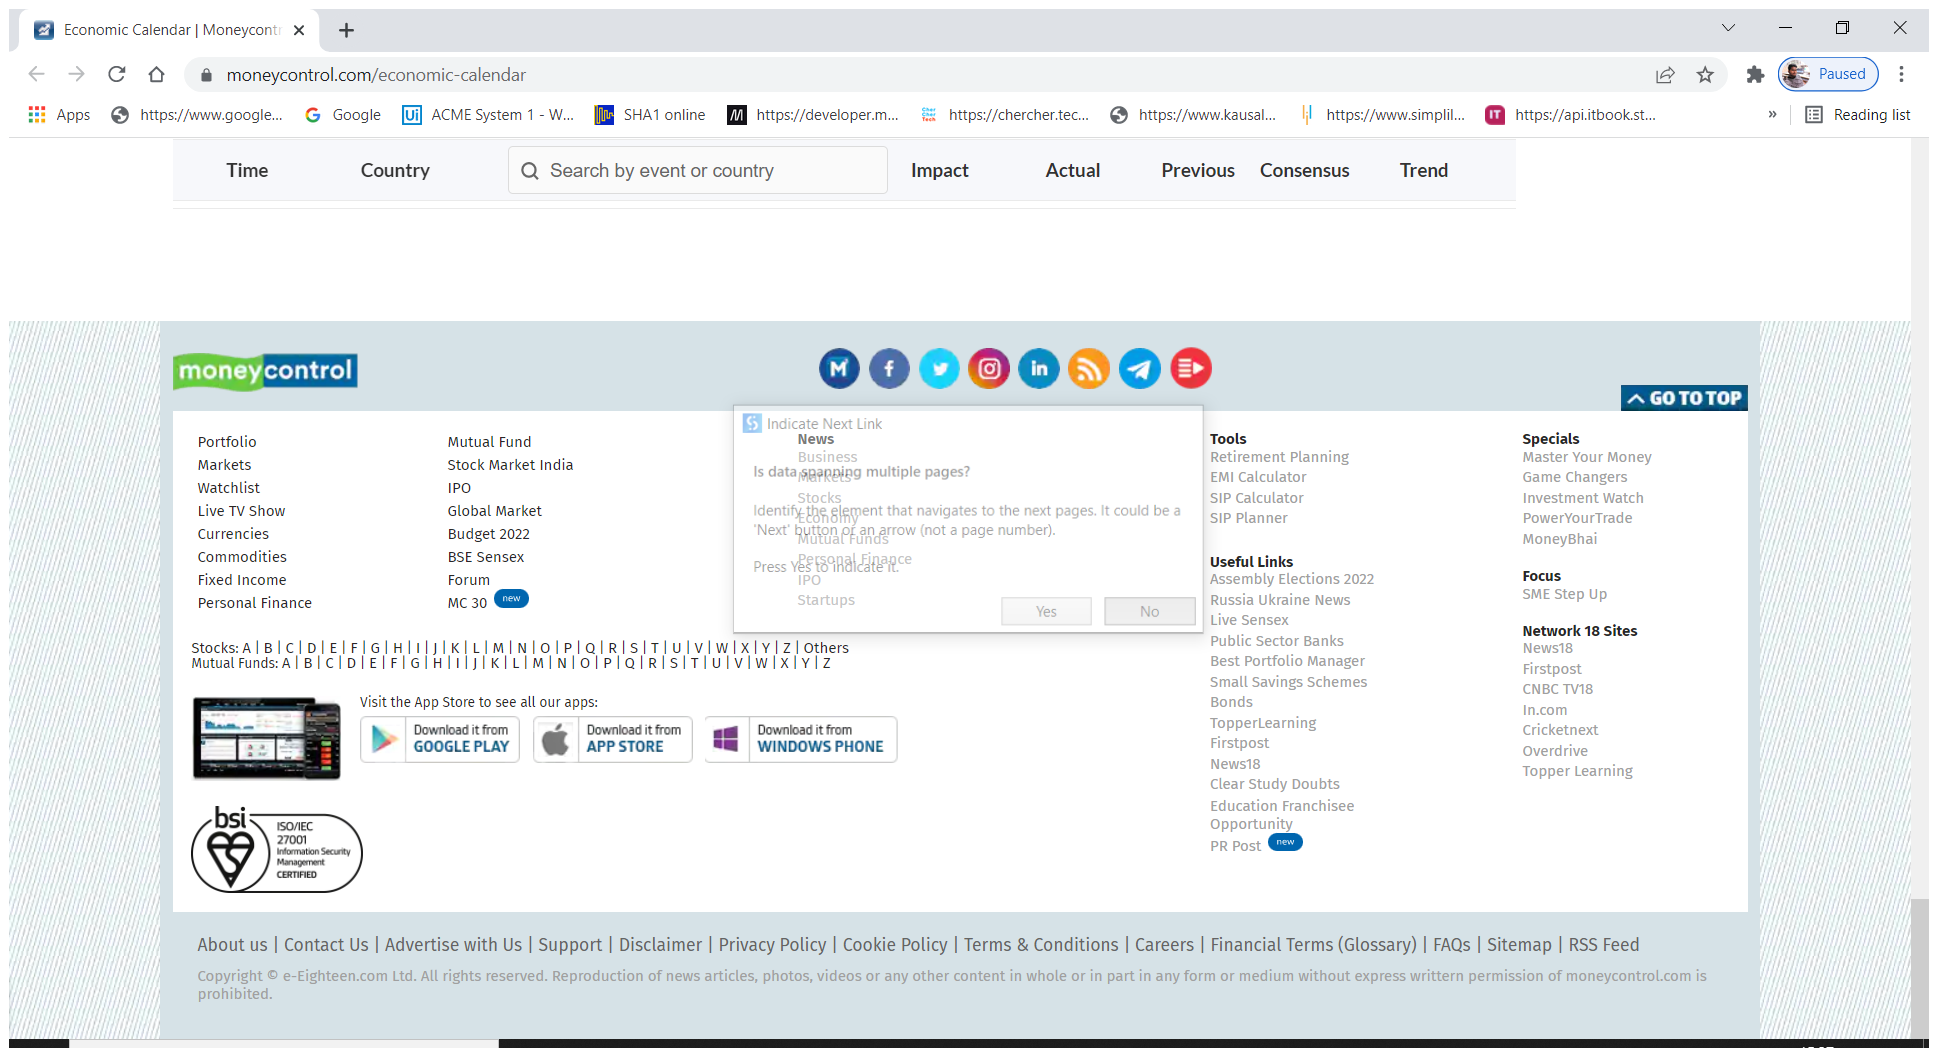 Economic Calendar | Moneycontr
moneycontrol.com/economic-calendar
Paused
Apps
https://www.google...
Google
Ui
ACME System 1 - W...
SHA1 online
https://developer.m...
Cher Cher Tech
https://chercher.tec...
https://www.kausal...
https://www.simplil...
IT
https://api.itbook.st...
»
Reading list
Time Country Search by event or country Impact Actual Previous Consensus Trend
moneycontrol
GO TO TOP
Portfolio
Markets
Watchlist
Live TV Show
Currencies
Commodities
Fixed Income
Personal Finance
Mutual Fund
Stock Market India
IPO
Global Market
Budget 2022
BSE Sensex
Forum
MC 30 new
Indicate Next Link
Is data spanning multiple pages?
Identify the element that navigates to the next pages. It could be a
'Next' button or an arrow (not a page number).
Press Yes to indicate it.
Yes No
News
Business
Markets
Stocks
Economy
Mutual Funds
Personal Finance
IPO
Startups
Tools
Retirement Planning
EMI Calculator
SIP Calculator
SIP Planner
Useful Links
Assembly Elections 2022
Russia Ukraine News
Live Sensex
Public Sector Banks
Best Portfolio Manager
Small Savings Schemes
Bonds
TopperLearning
Firstpost
News18
Clear Study Doubts
Education Franchisee
Opportunity
PR Post new
Specials
Master Your Money
Game Changers
Investment Watch
PowerYourTrade
MoneyBhai
Focus
SME Step Up
Network 18 Sites
News18
Firstpost
CNBC TV18
In.com
Cricketnext
Overdrive
Topper Learning
Stocks: A | B | C | D | E | F | G | H | I | J | K | L | M | N | O | P | Q | R | S | T | U | V | W | X | Y | Z | Others
Mutual Funds: A | B | C | D | E | F | G | H | I | J | K | L | M | N | O | P | Q | R | S | T | U | V | W | X | Y | Z
Visit the App Store to see all our apps:
Download it from
GOOGLE PLAY
Download it from
APP STORE
Download it from
WINDOWS PHONE
bsi
ISO/IEC
27001
Information Security
Management
CERTIFIED
About us | Contact Us | Advertise with Us | Support | Disclaimer | Privacy Policy | Cookie Policy | Terms & Conditions | Careers | Financial Terms (Glossary) | FAQs | Sitemap | RSS Feed
Copyright © e-Eighteen.com Ltd. All rights reserved. Reproduction of news articles, photos, videos or any other content in whole or in part in any form or medium without express writtern permission of moneycontrol.com is
prohibited.